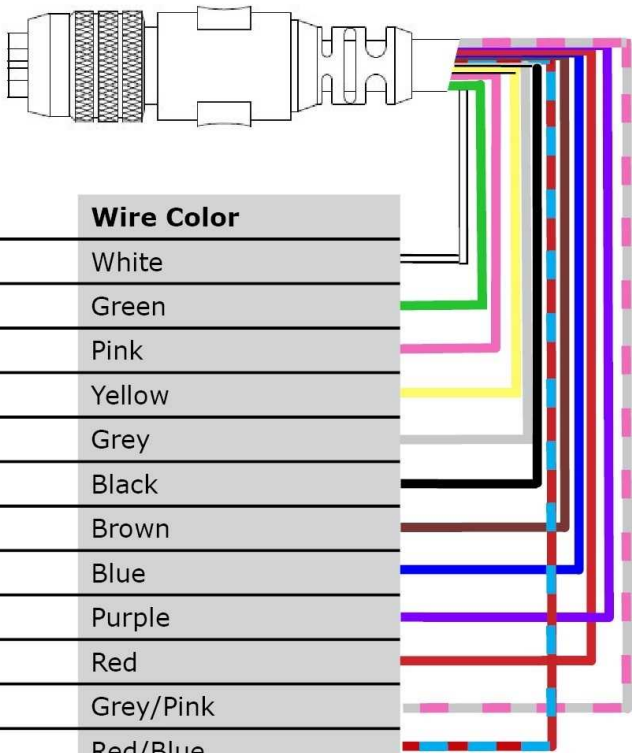 Wire Color
White
Green
Pink
Yellow
Grey
Black
Brown
Blue
Purple
Red
Grey/Pink
Red/Blue